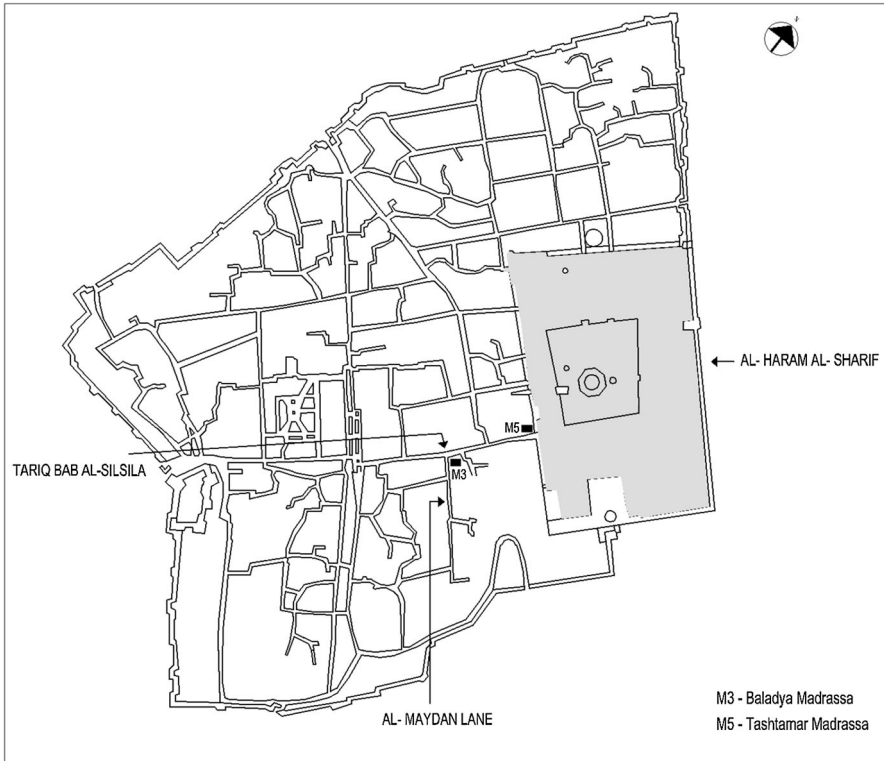 AL- HARAM AL- SHARIF
M5
TARIQ BAB AL-SILSILA
M3
AL- MAYDAN LANE
M3 - Baladya Madrassa
M5 - Tashtamar Madrassa